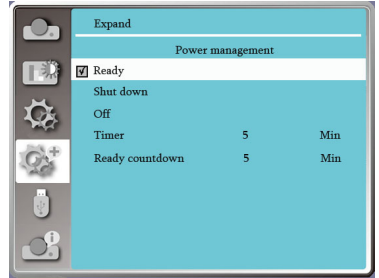 Expand
Power management
Ready
Shut down
Off
Timer 5 Min
Ready countdown 5 Min